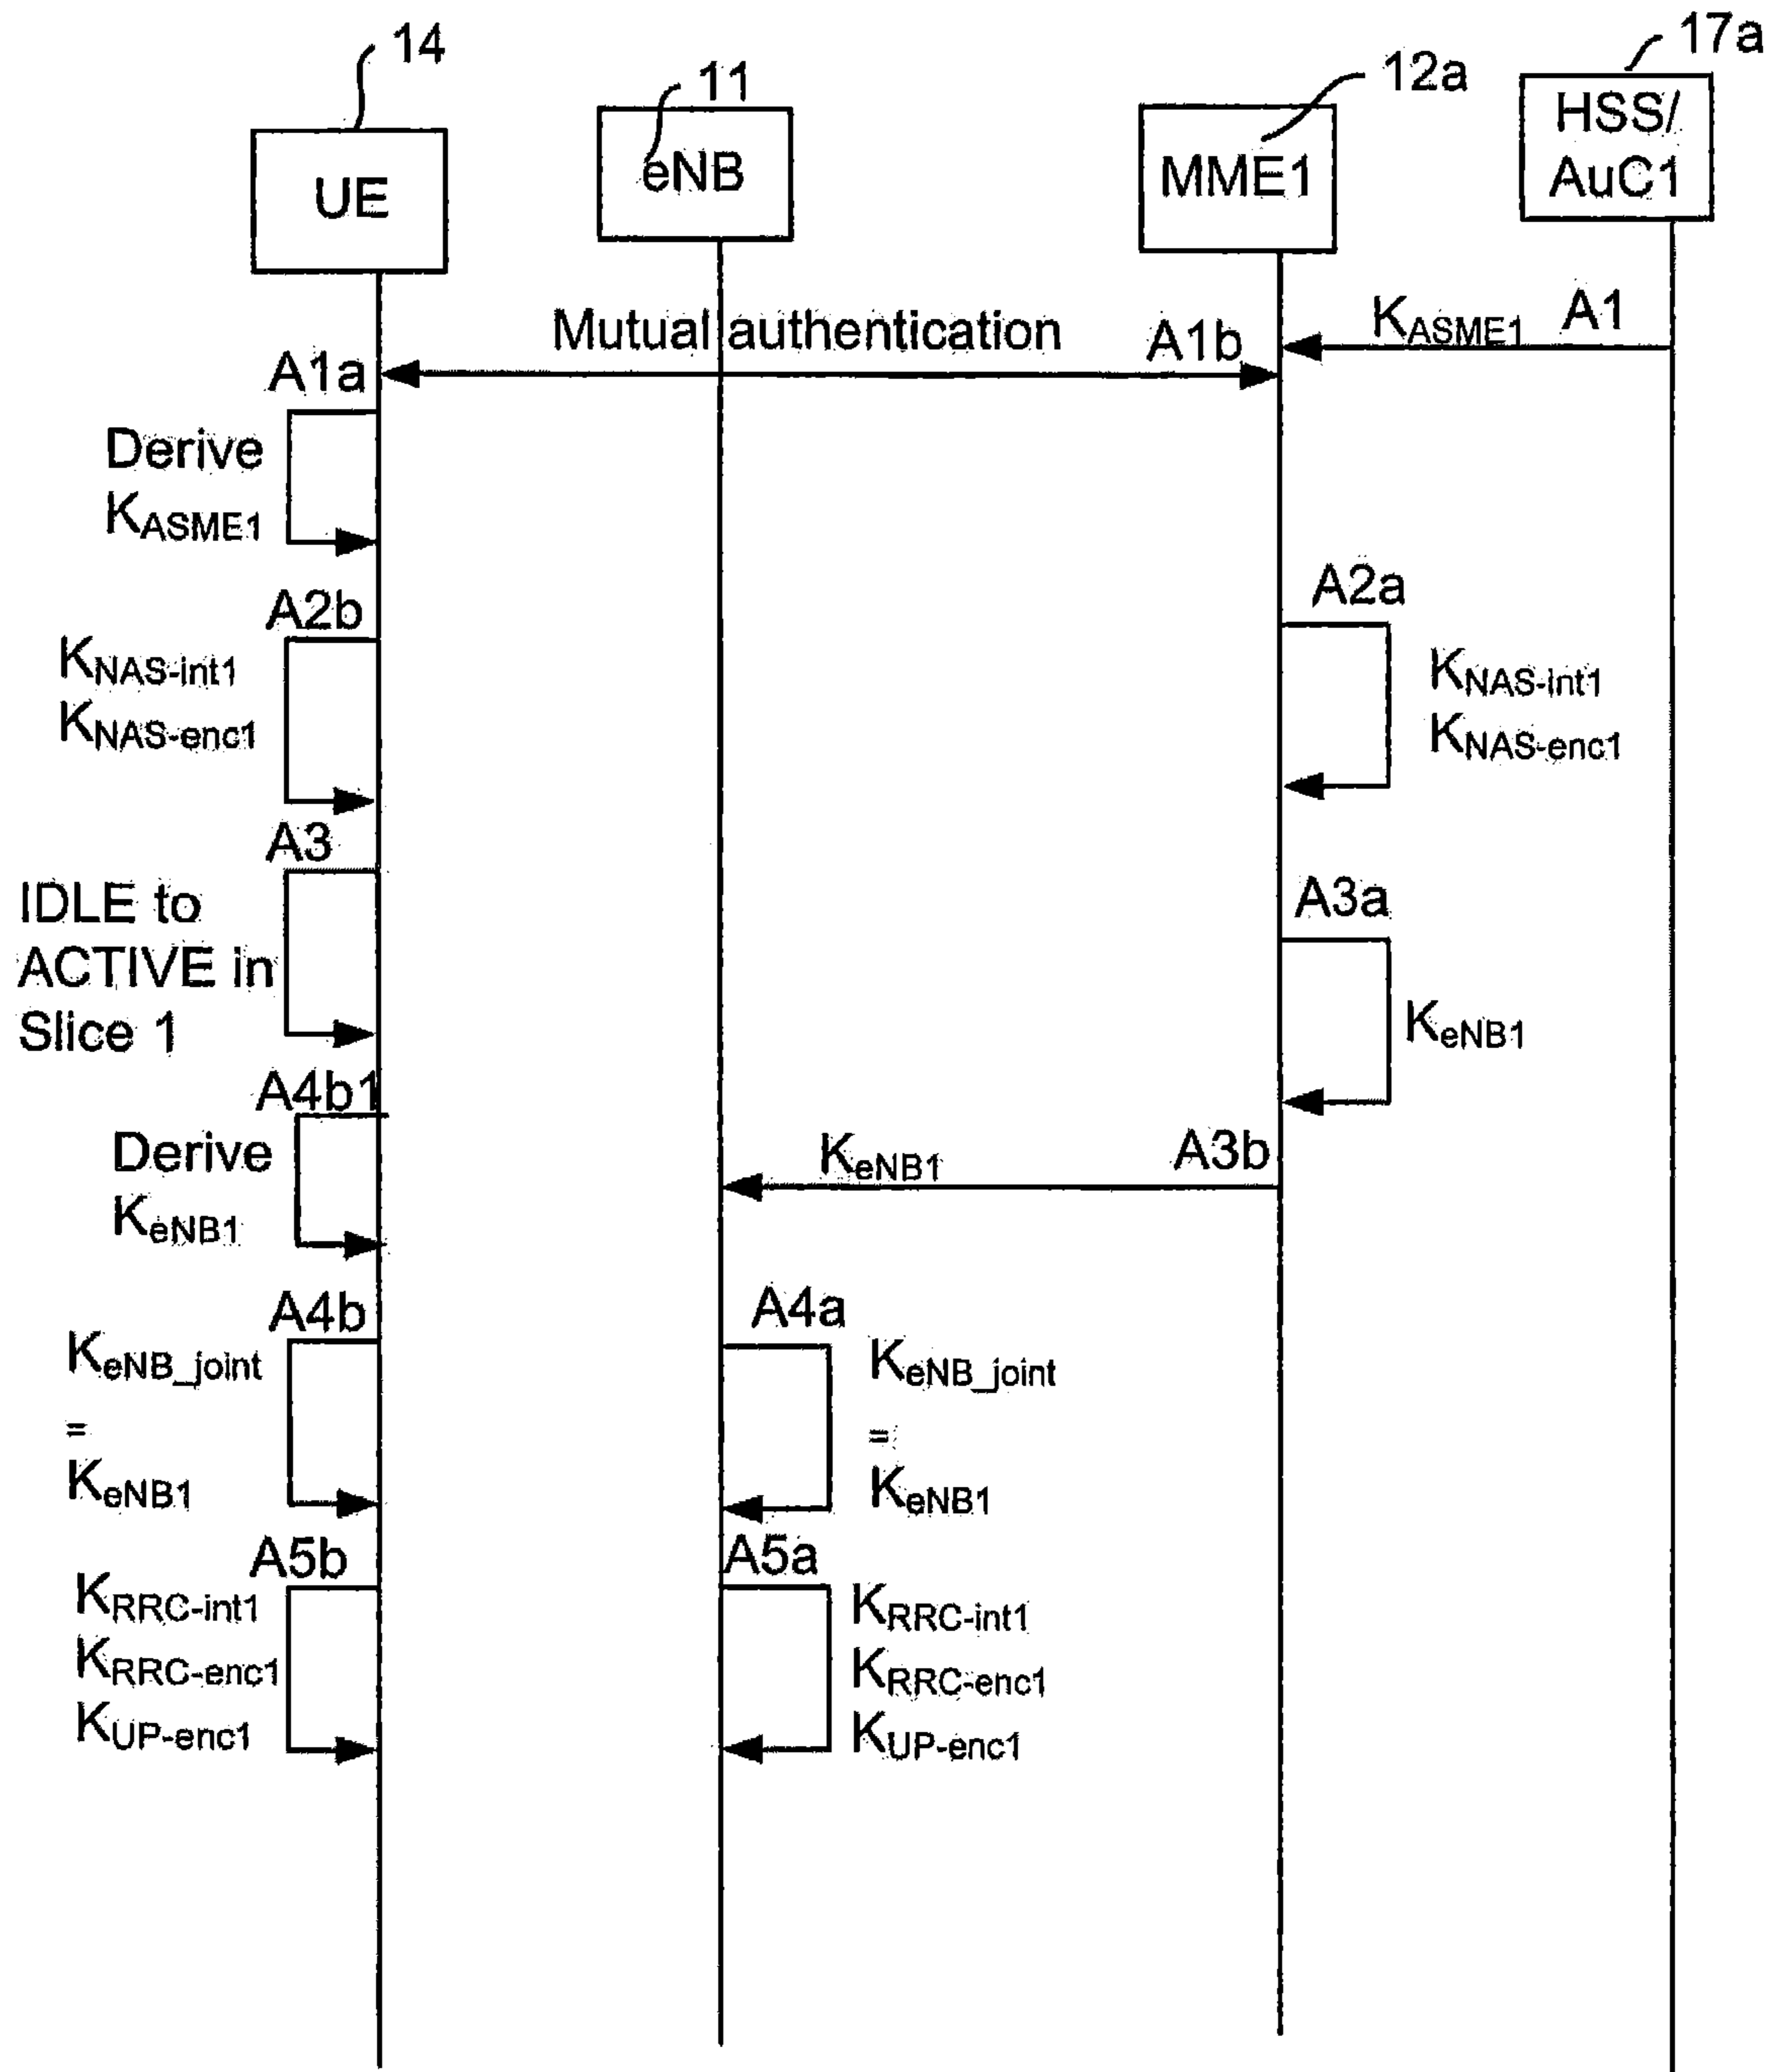 14
11
12a
17a
UE
eNB
MME1
HSS/
AuC1
Mutual authentication
A1a
A1b
KASME1
A1
Derive
KASME1
A2b
KNAS-int1
KNAS-enc1
A2a
KNAS-int1
KNAS-enc1
A3
IDLE to
ACTIVE in
Slice 1
A3a
KeNB1
A4b1
Derive
KeNB1
KeNB1
A3b
A4b
KeNB_joint
=
KeNB1
A4a
KeNB_joint
=
KeNB1
A5b
KRRC-int1
KRRC-enc1
KUP-enc1
A5a
KRRC-int1
KRRC-enc1
KUP-enc1